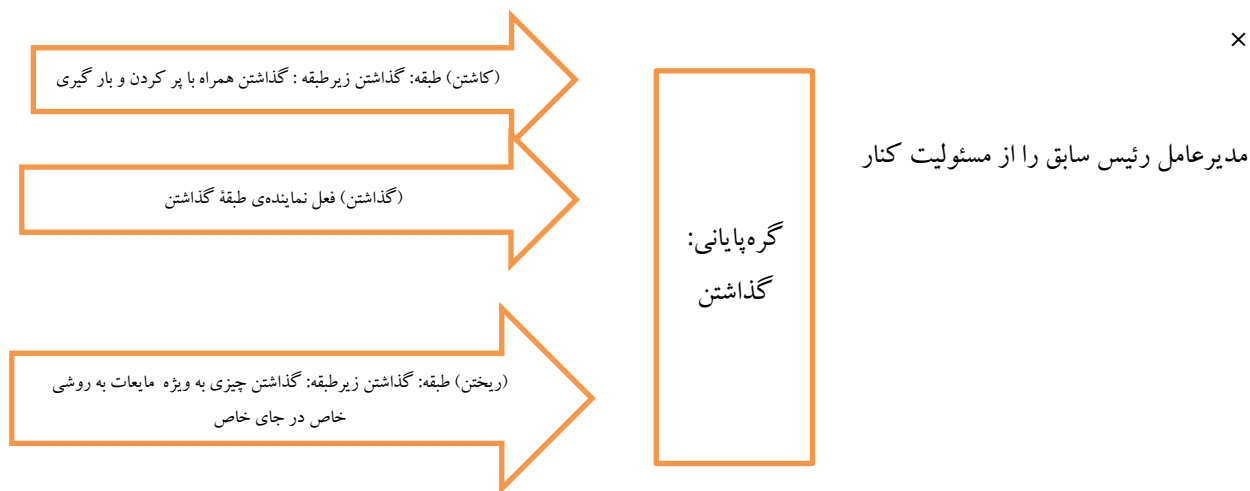 ×
مدیرعامل رئیس سابق را از مسئولیت کنار
گره‌پایانی:
گذاشتن
(کاشتن) طبقه: گذاشتن زیرطبقه : گذاشتن همراه با پر کردن و بار گیری
(گذاشتن) فعل نماینده‌ی طبقهٔ گذاشتن
(ریختن) طبقه: گذاشتن زیرطبقه: گذاشتن چیزی به ویژه مایعات به روشی
خاص در جای خاص